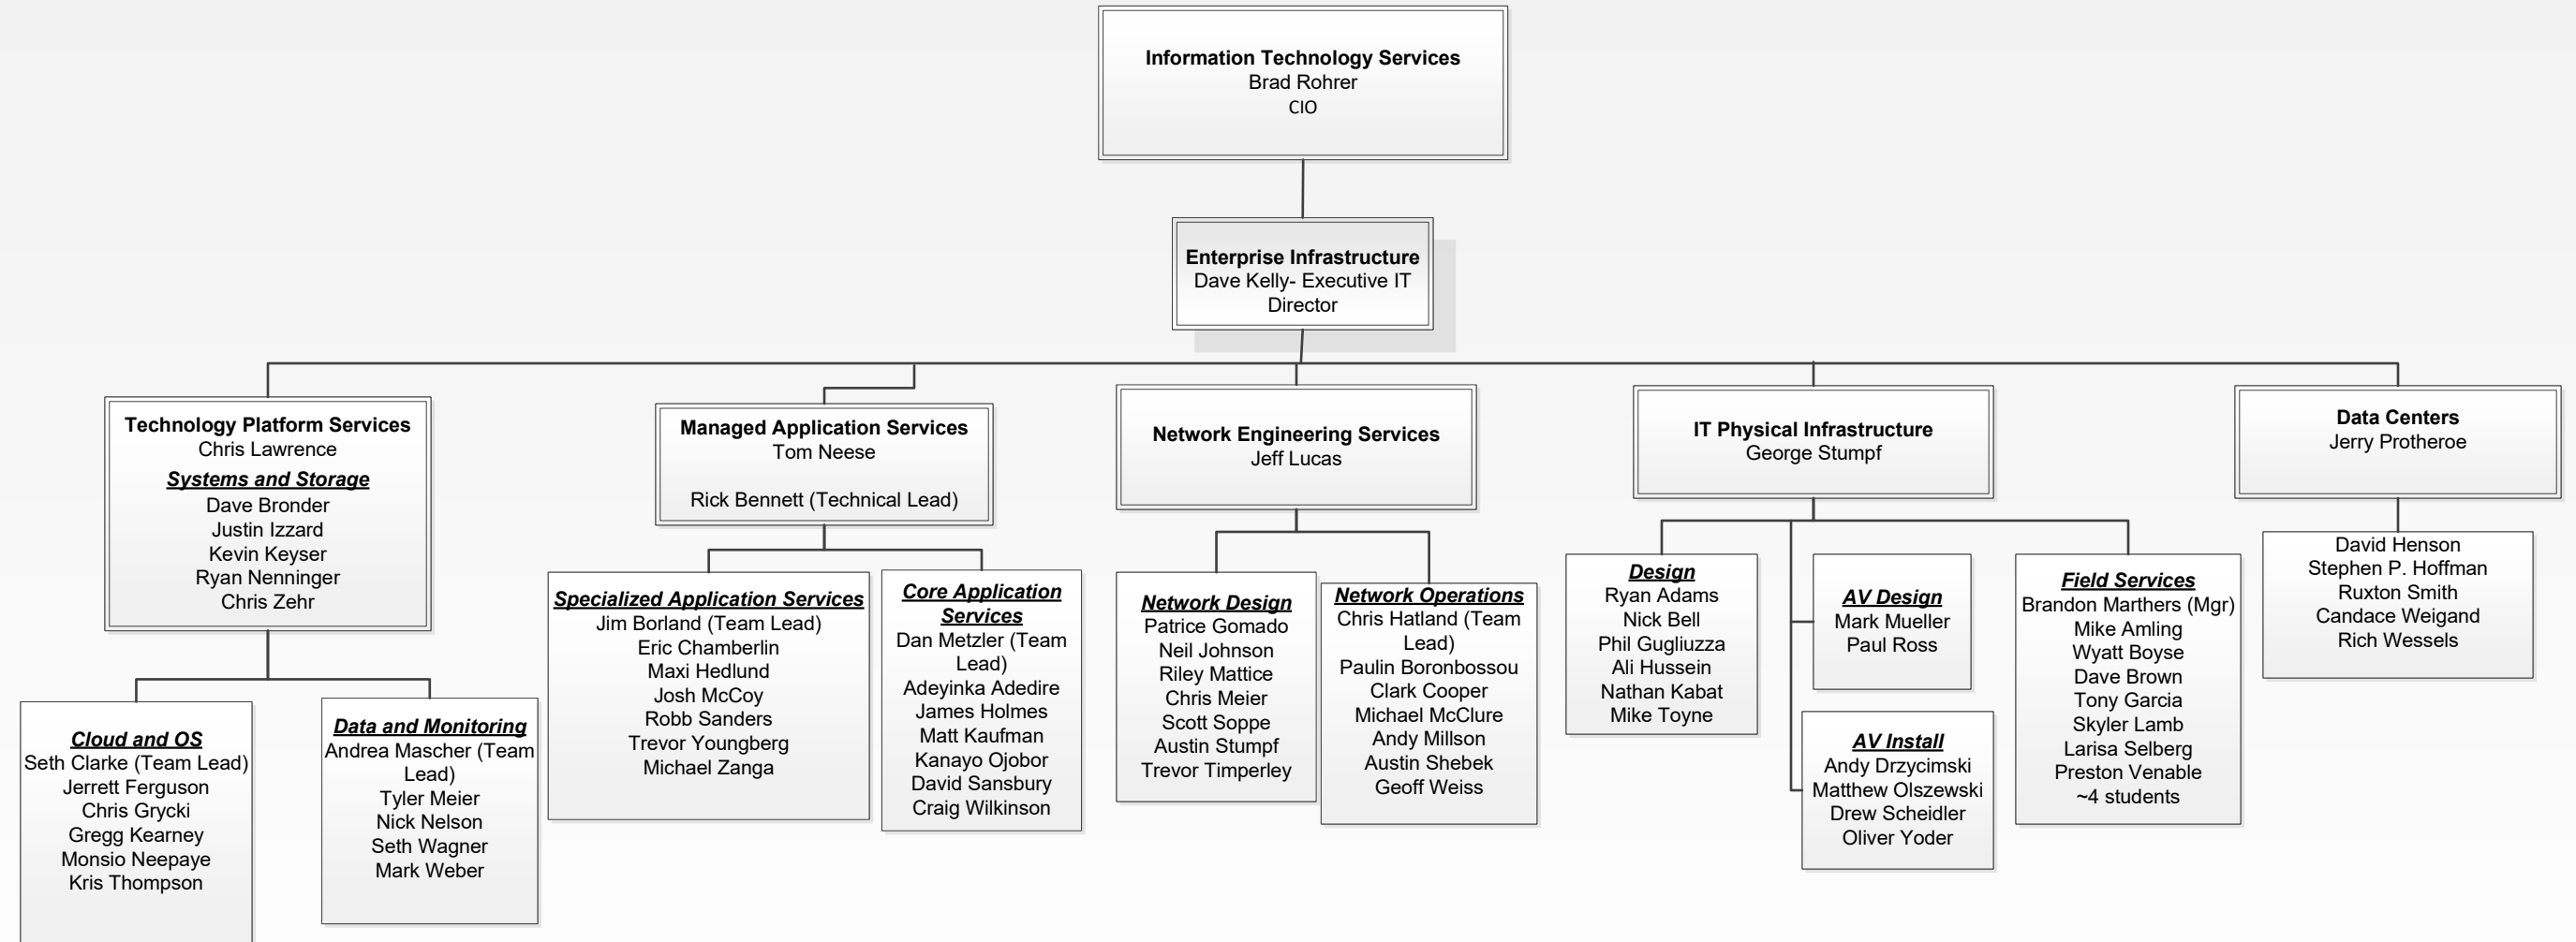 Information Technology Services
Brad Rohrer
CIO
Enterprise Infrastructure
Dave Kelly- Executive IT
Director
Technology Platform Services
Chris Lawrence
Systems and Storage
Dave Bronder
Justin Izzard
Kevin Keyser
Ryan Nenninger
Chris Zehr
Managed Application Services
Tom Neese
Rick Bennett (Technical Lead)
Network Engineering Services
Jeff Lucas
IT Physical Infrastructure
George Stumpf
Data Centers
Jerry Protheroe
Cloud and OS
Seth Clarke (Team Lead)
Jerrett Ferguson
Chris Grycki
Gregg Kearney
Monsio Neepaye
Kris Thompson
Data and Monitoring
Andrea Mascher (Team
Lead)
Tyler Meier
Nick Nelson
Seth Wagner
Mark Weber
Specialized Application Services
Jim Borland (Team Lead)
Eric Chamberlin
Maxi Hedlund
Josh McCoy
Robb Sanders
Trevor Youngberg
Michael Zanga
Core Application
Services
Dan Metzler (Team
Lead)
Adeyinka Adedire
James Holmes
Matt Kaufman
Kanayo Ojobor
David Sansbury
Craig Wilkinson
Network Design
Patrice Gomado
Neil Johnson
Riley Mattice
Chris Meier
Scott Soppe
Austin Stumpf
Trevor Timperley
Network Operations
Chris Hatland (Team
Lead)
Paulin Boronbossou
Clark Cooper
Michael McClure
Andy Millson
Austin Shebek
Geoff Weiss
Design
Ryan Adams
Nick Bell
Phil Gugliuzza
Ali Hussein
Nathan Kabat
Mike Toyne
AV Design
Mark Mueller
Paul Ross
AV Install
Andy Drzycimski
Matthew Olszewski
Drew Scheidler
Oliver Yoder
Field Services
Brandon Marthers (Mgr)
Mike Amling
Wyatt Boyse
Dave Brown
Tony Garcia
Skyler Lamb
Larisa Selberg
Preston Venable
~4 students
David Henson
Stephen P. Hoffman
Ruxton Smith
Candace Weigand
Rich Wessels